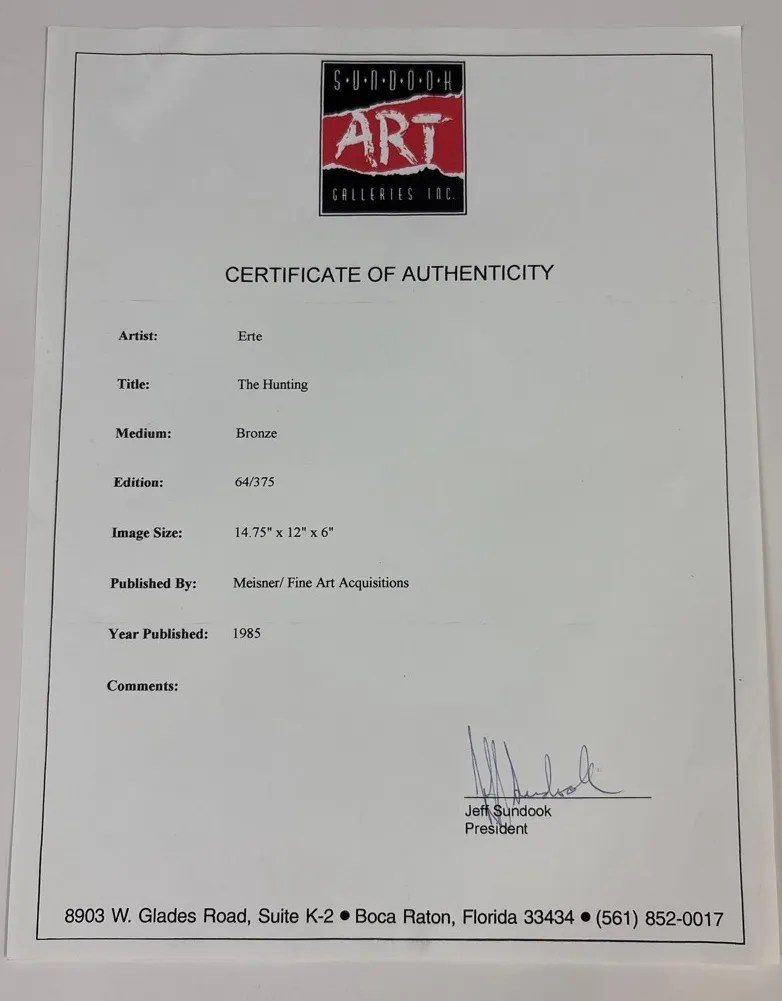 S·U·N·D·O·O·K
ART
GALLERIES INC.
CERTIFICATE OF AUTHENTICITY
Artist: Erte
Title: The Hunting
Medium: Bronze
Edition: 64/375
Image Size: 14.75" x 12" x 6"
Published By: Meisner/ Fine Art Acquisitions
Year Published: 1985
Comments:
Jeff Sundook
Jeff Sundook
President
8903 W. Glades Road, Suite K-2 ● Boca Raton, Florida 33434 ● (561) 852-0017